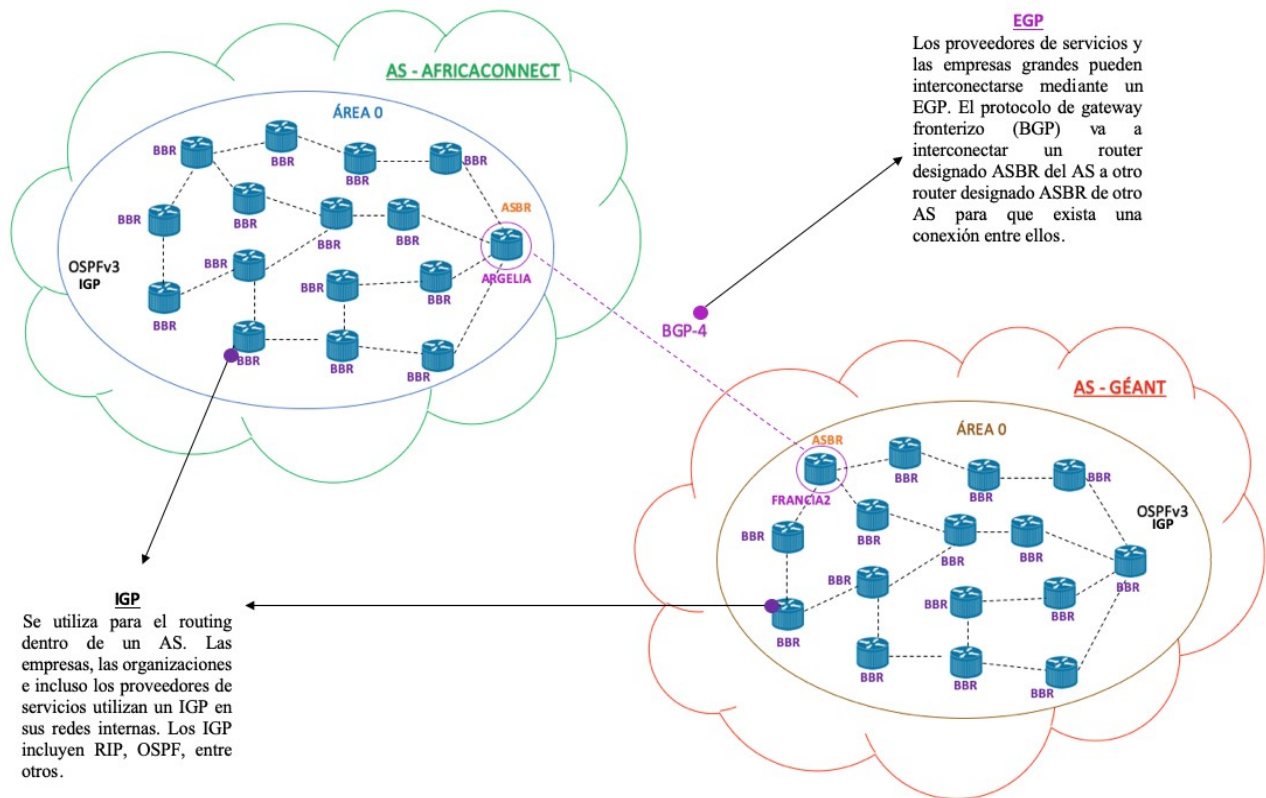 EGP
Los proveedores de servicios y
las empresas grandes pueden
interconectarse mediante un
EGP. El protocolo de gateway
fronterizo (BGP) va a
interconectar un router
designado ASBR del AS a otro
router designado ASBR de otro
AS para que exista una
conexión entre ellos.
AS - AFRICACONNECT
ÁREA 0
BBR
BBR
BBR
BBR
BBR
BBR
BBR
ASBR
ARGELIA
BBR
OSPFv3
IGP
BBR
BBR
BBR
BBR
BBR
BBR
BGP-4
AS - GÉANT
ÁREA 0
ASBR
FRANCIA2
BBR
BBR
BBR
BBR
OSPFv3
IGP
BBR
BBR
BBR
BBR
BBR
BBR
BBR
BBR
BBR
BBR
IGP
Se utiliza para el routing
dentro de un AS. Las
empresas, las organizaciones
e incluso los proveedores de
servicios utilizan un IGP en
sus redes internas. Los IGP
incluyen RIP, OSPF, entre
otros.